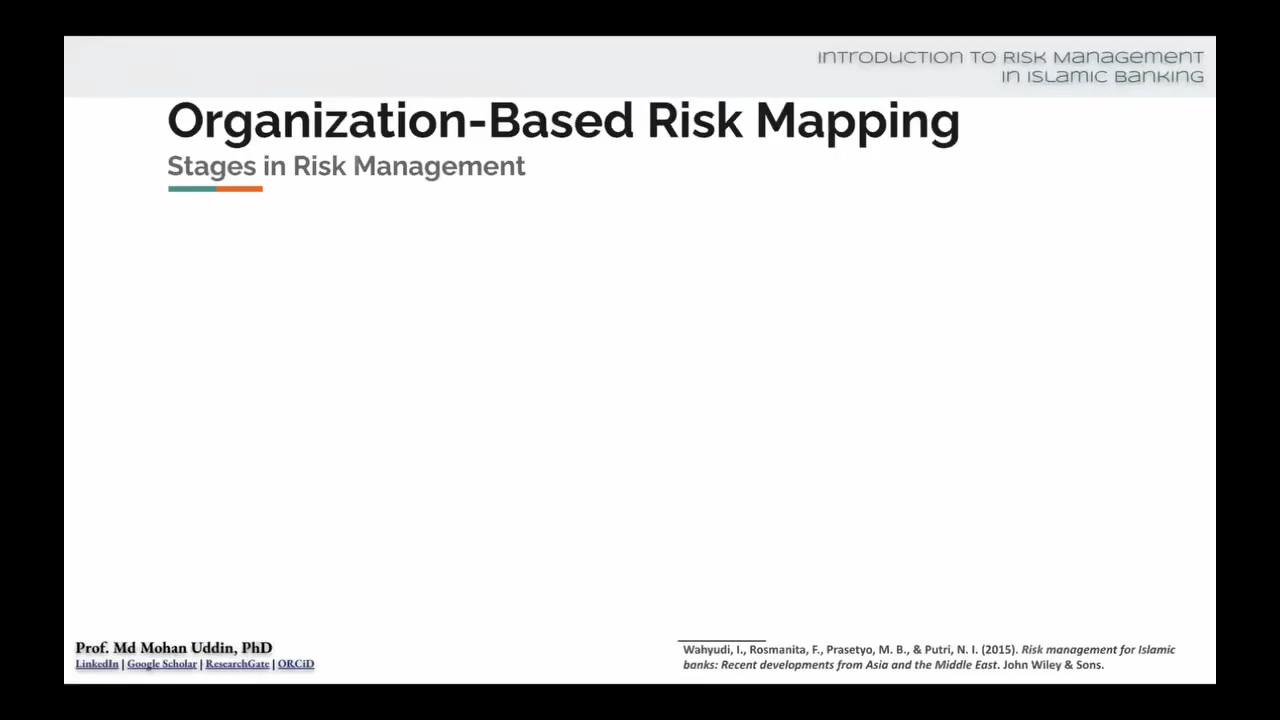 Introduction to Risk Management
in Islamic Banking
Organization-Based Risk Mapping
Stages in Risk Management
Prof. Md Mohan Uddin, PhD
LinkedIn | Google Scholar | ResearchGate | ORCiD
Wahyudi, I., Rosmanita, F., Prasetyo, M. B., & Putri, N. I. (2015). Risk management for Islamic
banks: Recent developments from Asia and the Middle East. John Wiley & Sons.